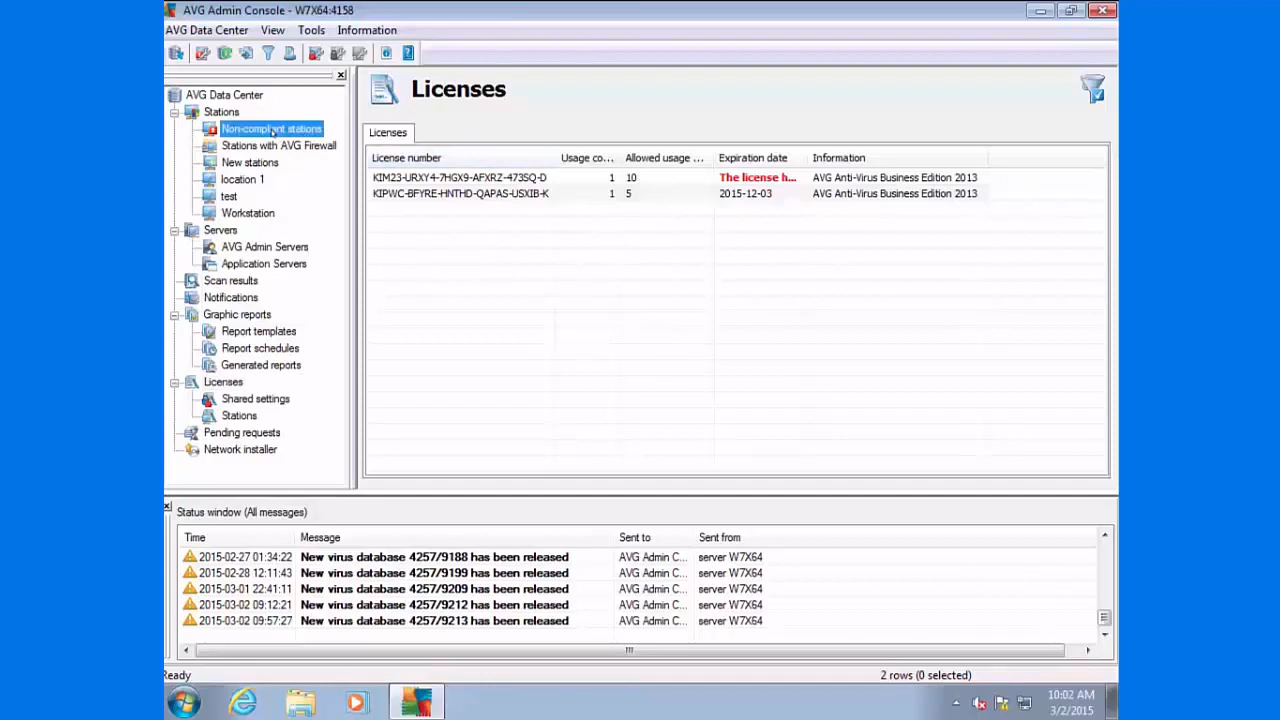 AVG Admin Console - W7X64:4158
AVG Data Center View Tools Information
AVG Data Center
Stations
Non-compliant stations
Stations with AVG Firewall
New stations
location 1
test
Workstation
Servers
AVG Admin Servers
Application Servers
Scan results
Notifications
Graphic reports
Report templates
Report schedules
Generated reports
Licenses
Shared settings
Stations
Pending requests
Network installer
Licenses
Licenses
License number Usage co... Allowed usage ... Expiration date Information
KIM23-URXY4-7HGX9-AFXRZ-473SQ-D 1 10 The license h... AVG Anti-Virus Business Edition 2013
KIPWC-BFYRE-HNTHD-QAPAS-USXIB-K 1 5 2015-12-03 AVG Anti-Virus Business Edition 2013
Status window (All messages)
Time Message Sent to Sent from
2015-02-27 01:34:22 New virus database 4257/9188 has been released AVG Admin C... server W7X64
2015-02-28 12:11:43 New virus database 4257/9199 has been released AVG Admin C... server W7X64
2015-03-01 22:41:11 New virus database 4257/9209 has been released AVG Admin C... server W7X64
2015-03-02 09:12:21 New virus database 4257/9212 has been released AVG Admin C... server W7X64
2015-03-02 09:57:27 New virus database 4257/9213 has been released AVG Admin C... server W7X64
Ready 2 rows (0 selected)
10:02 AM
3/2/2015